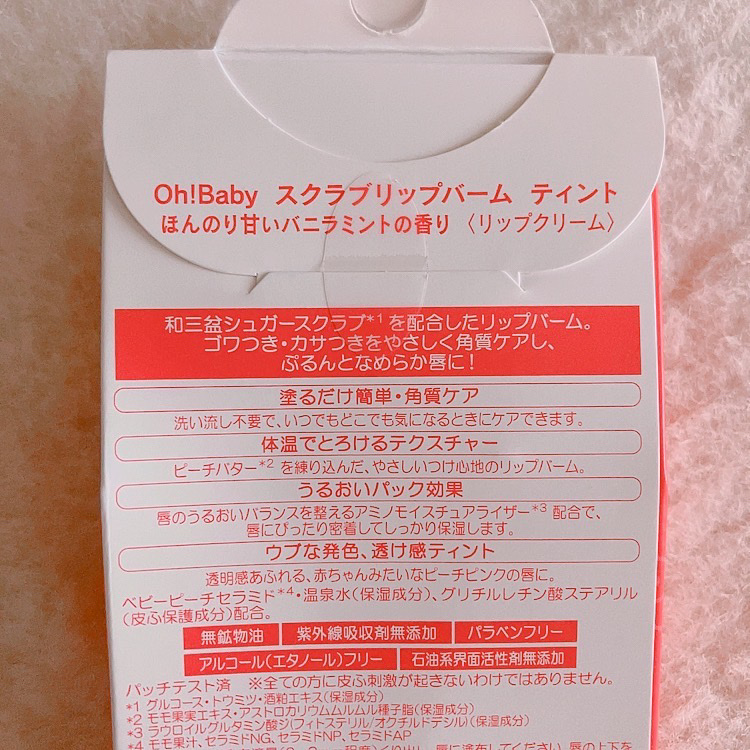 Oh!Baby スクラブリップバーム ティント
ほんのり甘いバニラミントの香り 〈リップクリーム〉
和三盆シュガースクラブ*1を配合したリップバーム。
ゴワつき・カサつきをやさしく角質ケアし、
ぷるんとなめらか唇に!
塗るだけ簡単・角質ケア
洗い流し不要で、いつでもどこでも気になるときにケアできます。
体温でとろけるテクスチャー
ピーチバター*2 を練り込んだ、やさしいつけ心地のリップバーム。
うるおいパック効果
唇のうるおいバランスを整えるアミノモイスチュアライザー*3 配合で、
唇にぴったり密着してしっかり保湿します。
ウブな発色、透け感ティント
透明感あふれる、赤ちゃんみたいなピーチピンクの唇に。
ベビーピーチセラミド*4・温泉水(保湿成分)、グリチルレチン酸ステアリル
(皮ふ保護成分)配合。
無鉱物油 紫外線吸収剤無添加 パラベンフリー
アルコール(エタノール)フリー 石油系界面活性剤無添加
パッチテスト済 ※全ての方に皮ふ刺激が起きないわけではありません。
*1 グルコース・トウミツ・酒粕エキス(保湿成分)
*2 モモ果実エキス・アストロカリウムムルムル種子脂(保湿成分)
*3 ラウロイルグルタミン酸ジ(フィトステリル/オクチルドデシル)(保湿成分)
*4 モモ果汁、セラミドNG、セラミドNP、セラミドAP
唇に塗布してください。唇の上下を